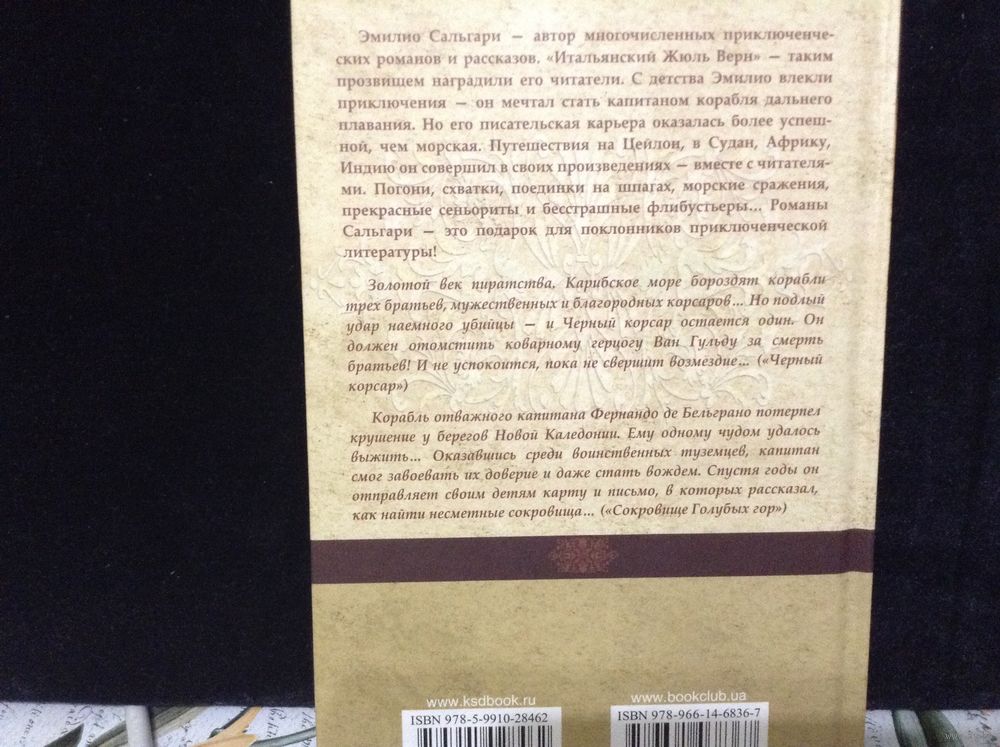 Эмилио Сальгари — автор многочисленных приключенче-
ских романов и рассказов. «Итальянский Жюль Верн» — таким
прозвищем наградили его читатели. С детства Эмилио влекли
приключения — он мечтал стать капитаном корабля дальнего
плавания. Но его писательская карьера оказалась более успеш-
ной, чем морская. Путешествия на Цейлон, в Судан, Африку,
Индию он совершил в своих произведениях — вместе с читателя-
ми. Погони, схватки, поединки на шпагах, морские сражения,
прекрасные сеньориты и бесстрашные флибустьеры... Романы
Сальгари — это подарок для поклонников приключенческой
литературы!
Золотой век пиратства. Карибское море бороздят корабли
трех братьев, мужественных и благородных корсаров... Но подлый
удар наемного убийцы — и Черный корсар остается один. Он
должен отомстить коварному герцогу Ван Гульду за смерть
братьев! И не успокоится, пока не свершит возмездие... («Черный
корсар»)
Корабль отважного капитана Фернандо де Бельграно потерпел
крушение у берегов Новой Каледонии. Ему одному чудом удалось
выжить... Оказавшись среди воинственных туземцев, капитан
смог завоевать их доверие и даже стать вождем. Спустя годы он
отправляет своим детям карту и письмо, в которых рассказал,
как найти несметные сокровища... («Сокровище Голубых гор»)
www.ksdbook.ru
www.bookclub.ua
ISBN 978-5-9910-28462
ISBN 978-966-14-6836-7